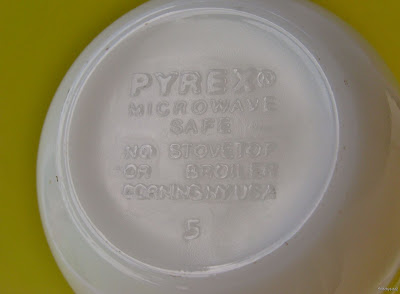 PYREX®
MICROWAVE
SAFE
NO STOVETOP
OR BROILER
CORNING NY USA
5